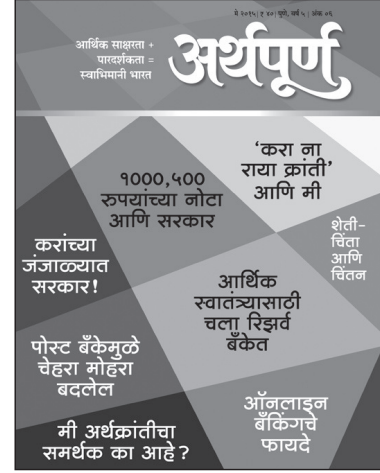 मे २०१५| ₹ ४०| पुणे, वर्ष ५ | अंक ०६
आर्थिक साक्षरता +
पारदर्शकता =
स्वाभिमानी भारत
अर्थपूर्ण
‘करा ना
राया क्रांती’
आणि मी
१०००,५००
रुपयांच्या नोटा
आणि सरकार
शेती-
चिंता
आणि
चिंतन
करांच्या
जंजाळ्यात
सरकार!
आर्थिक
स्वातंत्र्यासाठी
चला रिझर्व
बँकेत
पोस्ट बँकेमुळे
चेहरा मोहरा
बदलेल
ऑनलाइन
बँकिंगचे
फायदे
मी अर्थक्रांतीचा
समर्थक का आहे?